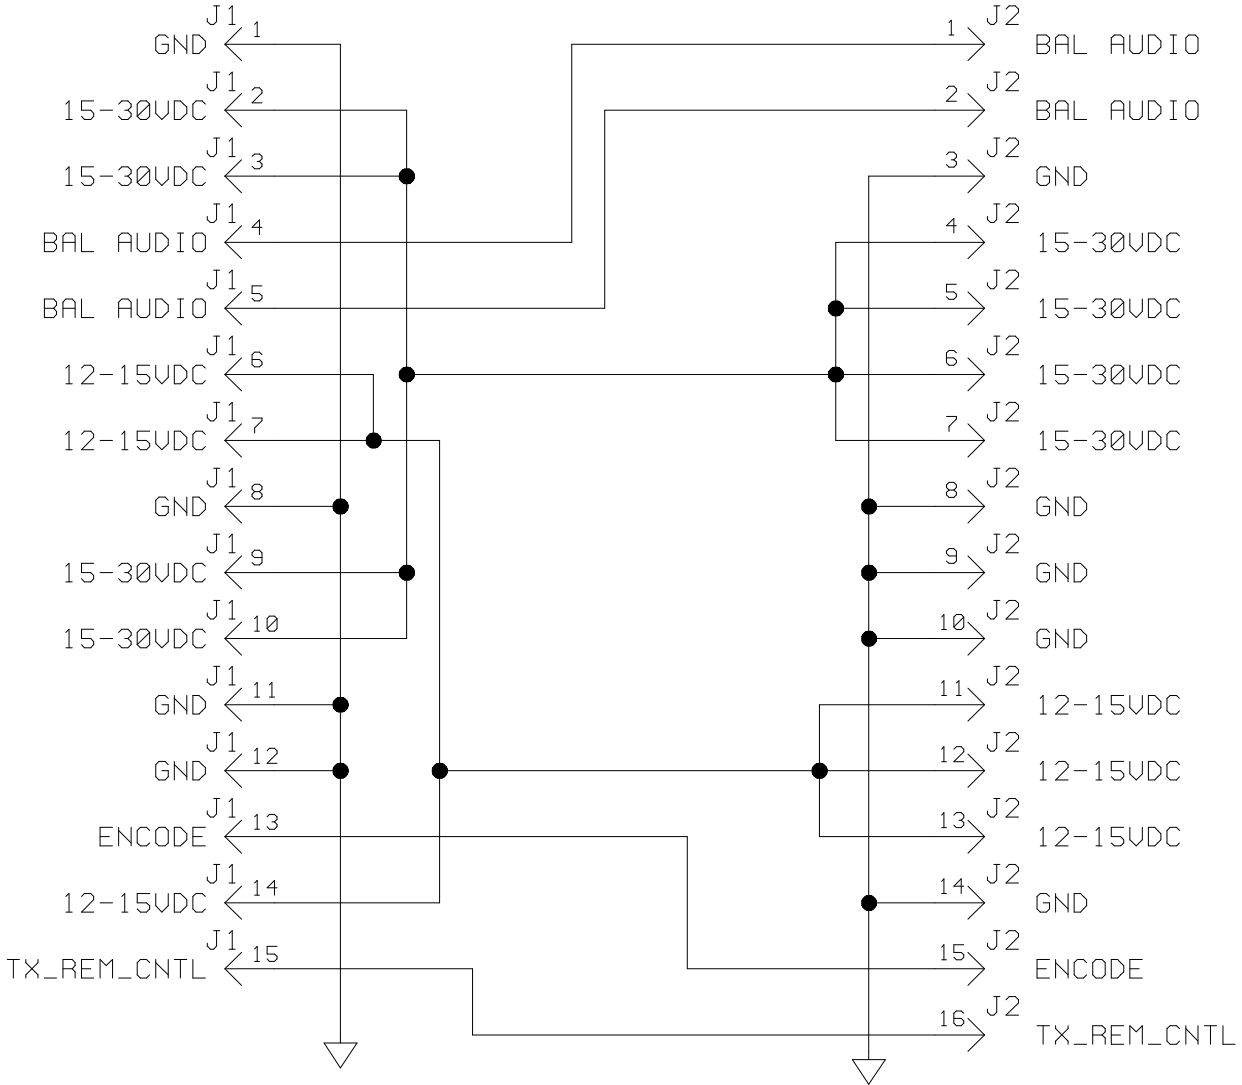 J1 1 GND
J1 2 15-30VDC
J1 3 15-30VDC
J1 4 BAL AUDIO
J1 5 BAL AUDIO
J1 6 12-15VDC
J1 7 12-15VDC
J1 8 GND
J1 9 15-30VDC
J1 10 15-30VDC
J1 11 GND
J1 12 GND
J1 13 ENCODE
J1 14 12-15VDC
J1 15 TX_REM_CNTL
1 J2 BAL AUDIO
2 J2 BAL AUDIO
3 J2 GND
4 J2 15-30VDC
5 J2 15-30VDC
6 J2 15-30VDC
7 J2 15-30VDC
8 J2 GND
9 J2 GND
10 J2 GND
11 J2 12-15VDC
12 J2 12-15VDC
13 J2 12-15VDC
14 J2 GND
15 J2 ENCODE
16 J2 TX_REM_CNTL